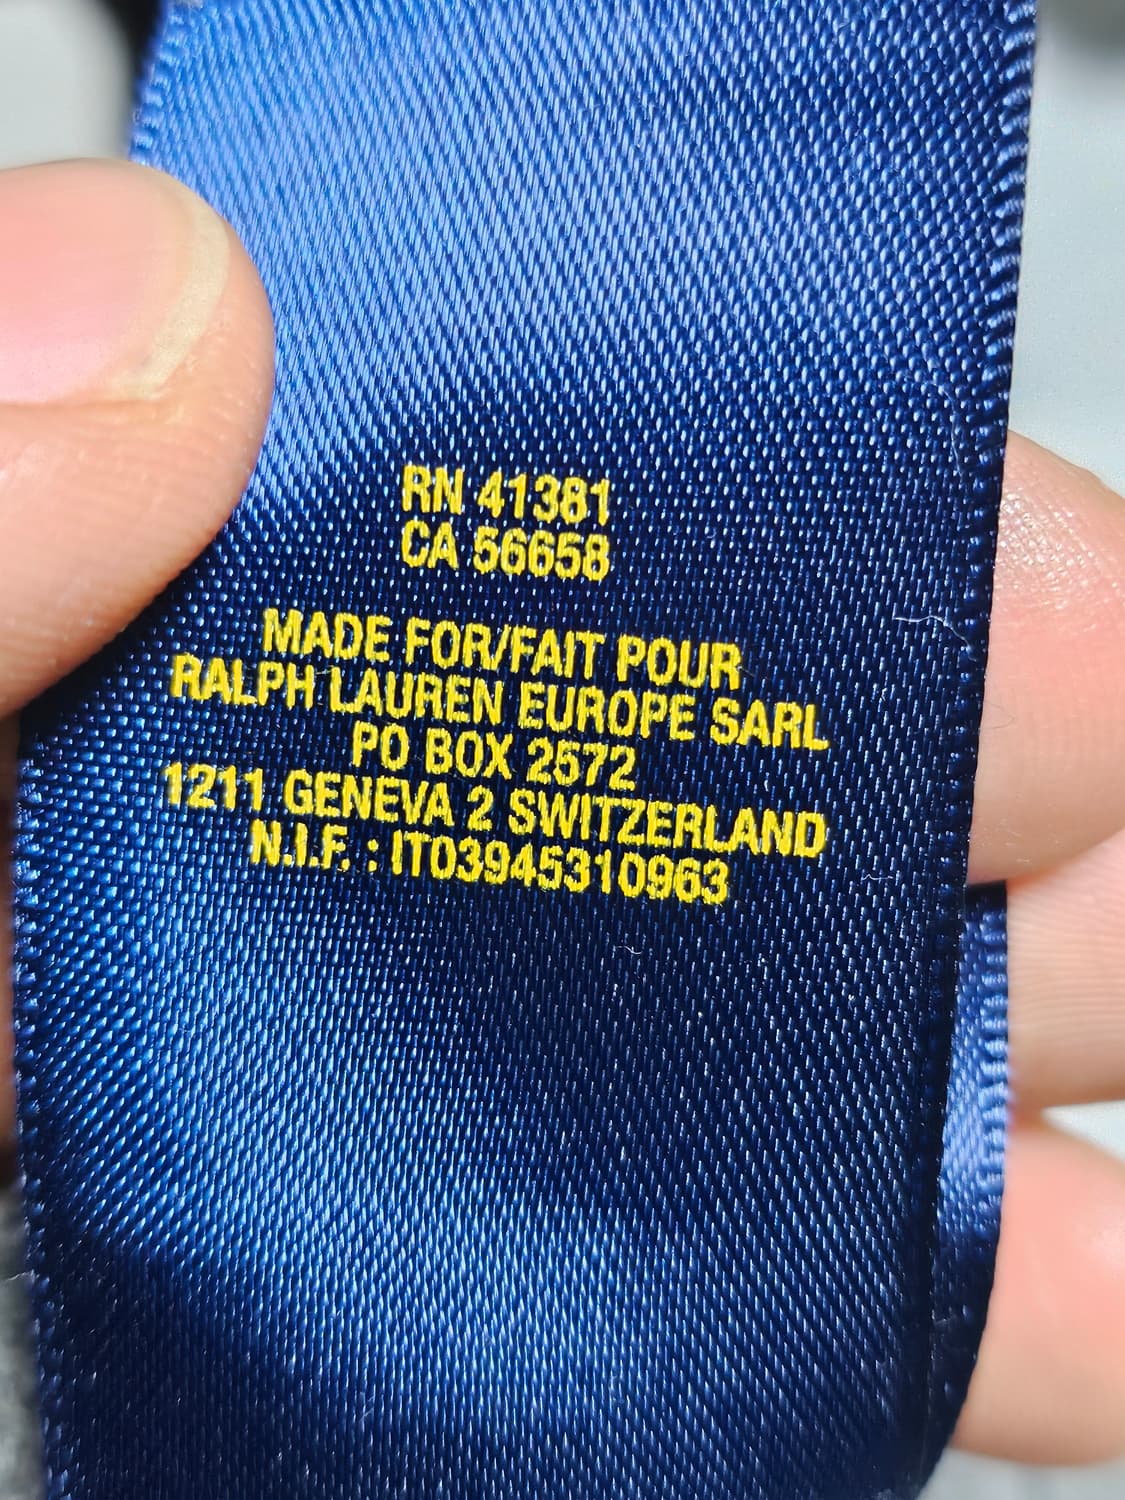 RN 41381
CA 56658
MADE FOR/FAIT POUR
RALPH LAUREN EUROPE SARL
PO BOX 2572
1211 GENEVA 2 SWITZERLAND
N.I.F. : IT03945310963